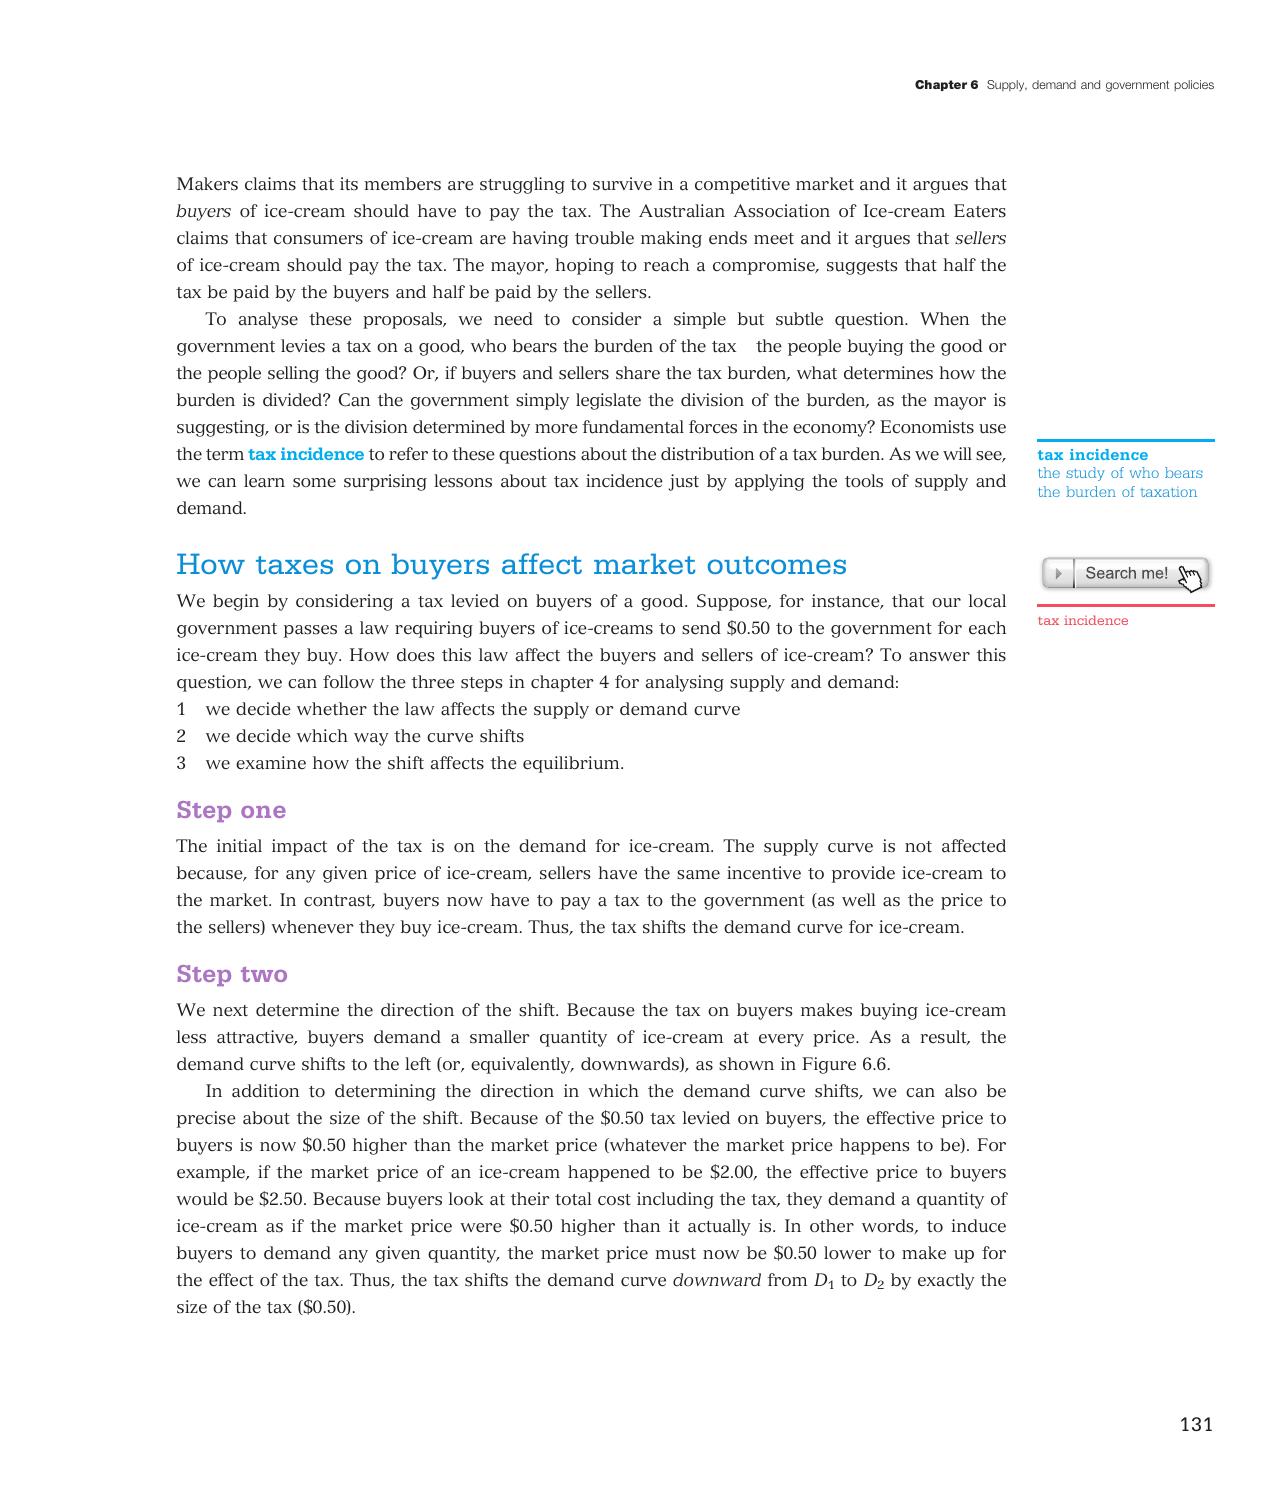 Chapter 6 Supply, demand and government policies
Makers claims that its members are struggling to survive in a competitive market and it argues that
buyers of ice-cream should have to pay the tax. The Australian Association of Ice-cream Eaters
claims that consumers of ice-cream are having trouble making ends meet and it argues that sellers
of ice-cream should pay the tax. The mayor, hoping to reach a compromise, suggests that half the
tax be paid by the buyers and half be paid by the sellers.
To analyse these proposals, we need to consider a simple but subtle question. When the
government levies a tax on a good, who bears the burden of the tax the people buying the good or
the people selling the good? Or, if buyers and sellers share the tax burden, what determines how the
burden is divided? Can the government simply legislate the division of the burden, as the mayor is
suggesting, or is the division determined by more fundamental forces in the economy? Economists use
the term tax incidence to refer to these questions about the distribution of a tax burden. As we will see,
we can learn some surprising lessons about tax incidence just by applying the tools of supply and
demand.
tax incidence
the study of who bears
the burden of taxation
How taxes on buyers affect market outcomes
Search me!
tax incidence
We begin by considering a tax levied on buyers of a good. Suppose, for instance, that our local
government passes a law requiring buyers of ice-creams to send $0.50 to the government for each
ice-cream they buy. How does this law affect the buyers and sellers of ice-cream? To answer this
question, we can follow the three steps in chapter 4 for analysing supply and demand:
1 we decide whether the law affects the supply or demand curve
2 we decide which way the curve shifts
3 we examine how the shift affects the equilibrium.
Step one
The initial impact of the tax is on the demand for ice-cream. The supply curve is not affected
because, for any given price of ice-cream, sellers have the same incentive to provide ice-cream to
the market. In contrast, buyers now have to pay a tax to the government (as well as the price to
the sellers) whenever they buy ice-cream. Thus, the tax shifts the demand curve for ice-cream.
Step two
We next determine the direction of the shift. Because the tax on buyers makes buying ice-cream
less attractive, buyers demand a smaller quantity of ice-cream at every price. As a result, the
demand curve shifts to the left (or, equivalently, downwards), as shown in Figure 6.6.
In addition to determining the direction in which the demand curve shifts, we can also be
precise about the size of the shift. Because of the $0.50 tax levied on buyers, the effective price to
buyers is now $0.50 higher than the market price (whatever the market price happens to be). For
example, if the market price of an ice-cream happened to be $2.00, the effective price to buyers
would be $2.50. Because buyers look at their total cost including the tax, they demand a quantity of
ice-cream as if the market price were $0.50 higher than it actually is. In other words, to induce
buyers to demand any given quantity, the market price must now be $0.50 lower to make up for
the effect of the tax. Thus, the tax shifts the demand curve downward from D₁ to D₂ by exactly the
size of the tax ($0.50).
131